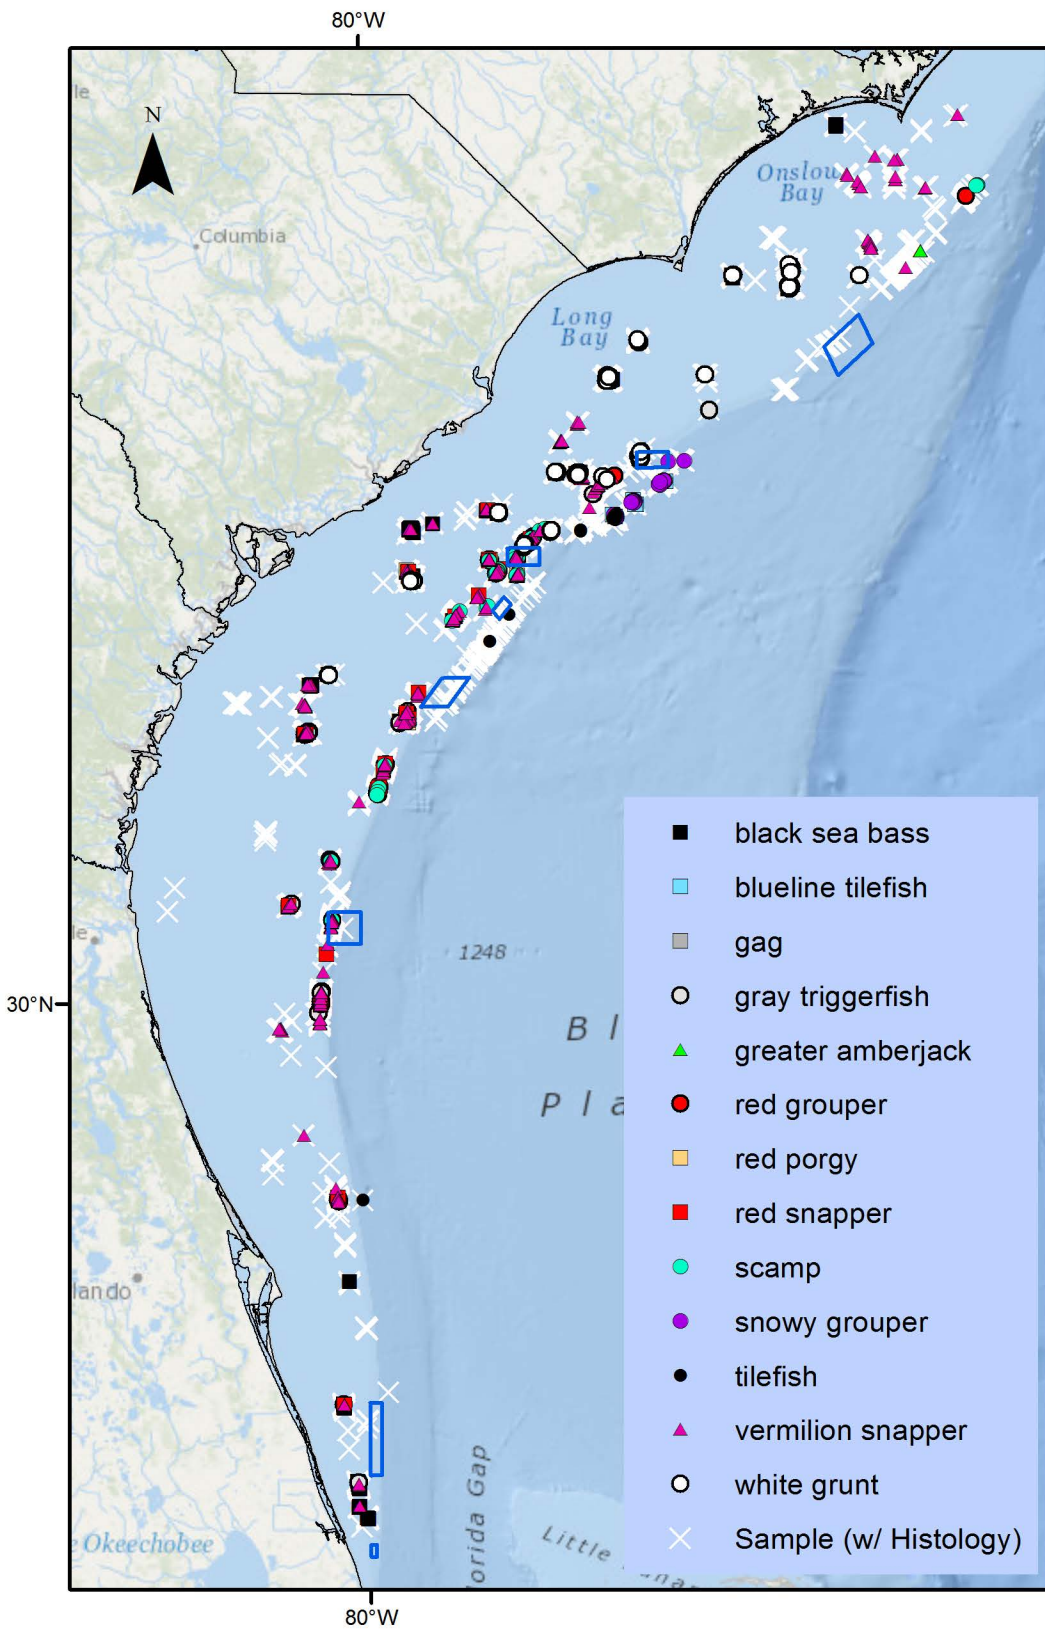 80°W
N
Onslow
Bay
Columbia
Long
Bay
1248
30°N
B l
P l a
lando
Okeechobee
Little
80°W
black sea bass
blueline tilefish
gag
gray triggerfish
greater amberjack
red grouper
red porgy
red snapper
scamp
snowy grouper
tilefish
vermilion snapper
white grunt
Sample (w/ Histology)
orida Gap